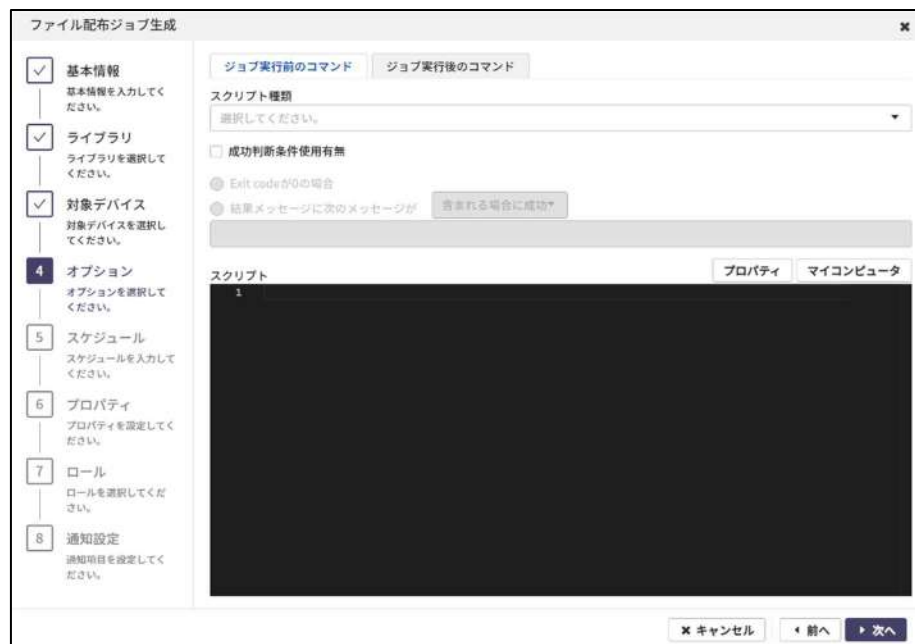 ファイル配布ジョブ生成
基本情報
基本情報を入力してく
ださい。
ライブラリ
ライブラリを選択して
ください。
対象デバイス
対象デバイスを選択し
てください。
4
オプション
オプションを選択して
ください。
5
スケジュール
スケジュールを入力して
ください。
6
プロパティ
プロパティを設定してく
ださい。
7
ロール
ロールを選択してくだ
さい。
8
通知設定
通知項目を設定してく
ださい。
ジョブ実行前のコマンド
ジョブ実行後のコマンド
スクリプト種類
選択してください。
成功判断条件使用有無
Exit codeが0の場合
結果メッセージに次のメッセージが
含まれる場合に成功
スクリプト
プロパティ
マイコンピュータ
1
キャンセル
前へ
次へ